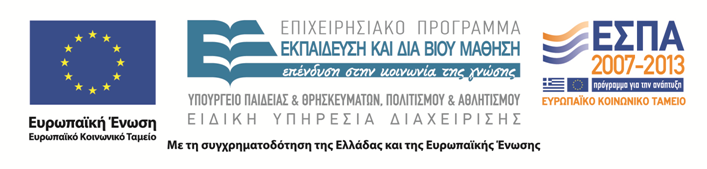 Ευρωπαϊκή Ένωση
Ευρωπαϊκό Κοινωνικό Ταμείο
ΕΠΙΧΕΙΡΗΣΙΑΚΟ ΠΡΟΓΡΑΜΜΑ
ΕΚΠΑΙΔΕΥΣΗ ΚΑΙ ΔΙΑ ΒΙΟΥ ΜΑΘΗΣΗ
επένδυση στην κοινωνία της γνώσης
ΥΠΟΥΡΓΕΙΟ ΠΑΙΔΕΙΑΣ & ΘΡΗΣΚΕΥΜΑΤΩΝ, ΠΟΛΙΤΙΣΜΟΥ & ΑΘΛΗΤΙΣΜΟΥ
ΕΙΔΙΚΗ ΥΠΗΡΕΣΙΑ ΔΙΑΧΕΙΡΙΣΗΣ
ΕΣΠΑ
2007-2013
πρόγραμμα για την ανάπτυξη
ΕΥΡΩΠΑΪΚΟ ΚΟΙΝΩΝΙΚΟ ΤΑΜΕΙΟ
Με τη συγχρηματοδότηση της Ελλάδας και της Ευρωπαϊκής Ένωσης